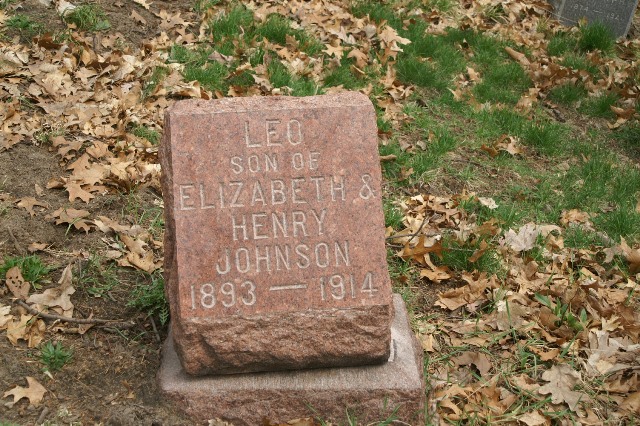 LEO
SON OF
ELIZABETH &
HENRY
JOHNSON
1893 — 1914